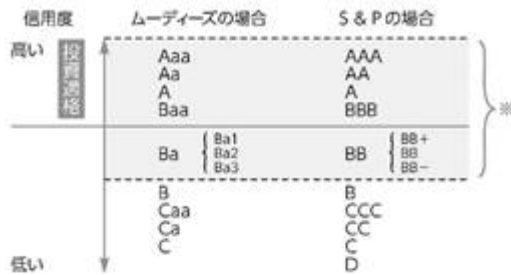 信用度 ムーディーズの場合 S & Pの場合
高い 投資適格
Aaa AAA
Aa AA
A A
Baa BBB
※
Ba Ba1 Ba2 Ba3 BB BB+ BB BB-
B B
Caa CCC
Ca CC
C C
低い D